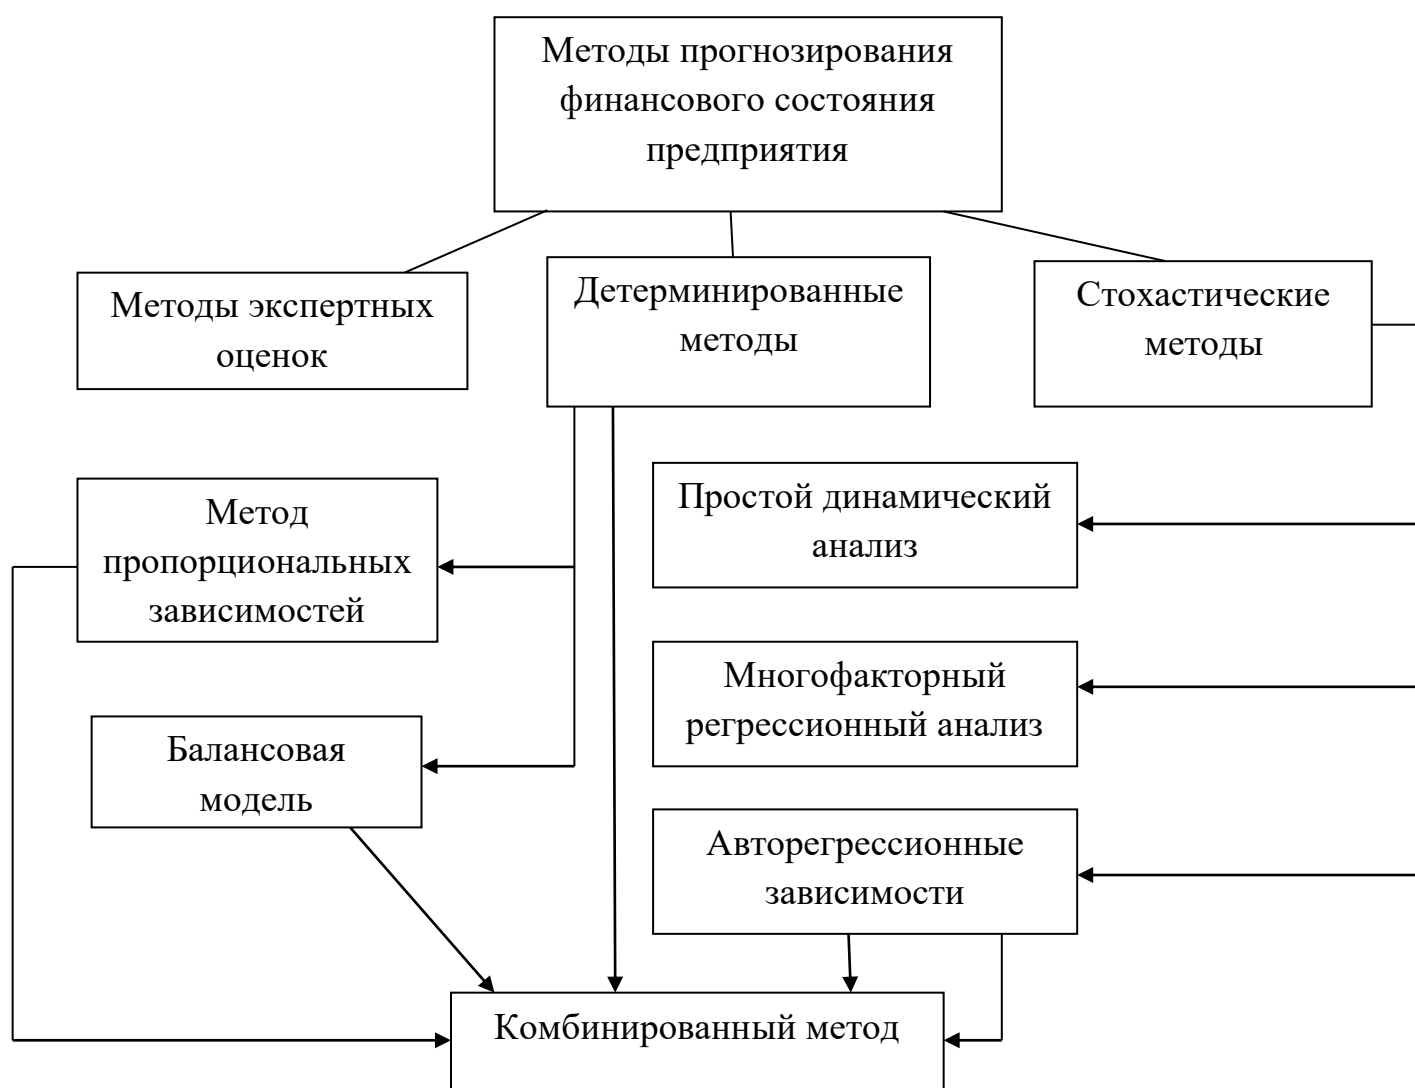 Методы прогнозирования
финансового состояния
предприятия
Методы экспертных
оценок
Детерминированные
методы
Стохастические
методы
Метод
пропорциональных
зависимостей
Простой динамический
анализ
Многофакторный
регрессионный анализ
Балансовая
модель
Авторегрессионные
зависимости
Комбинированный метод